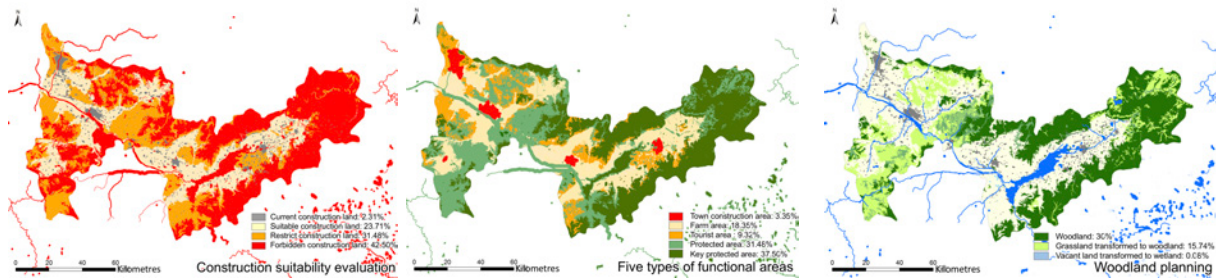 N
Current construction land: 2.31%
Suitable construction land: 23.71%
Restrict construction land: 31.48%
Forbidden construction land: 42.50%
0 20 40 60 80 Kilometres
Construction suitability evaluation
N
Town construction area: 3.35%
Farm area: 18.35%
Tourist area: 9.32%
Protected area: 31.48%
Key protected area: 37.50%
0 20 40 60 80 Kilometres
Five types of functional areas
N
Woodland: 30%
Grassland transformed to woodland: 15.74%
Vacant land transformed to wetland: 0.08%
0 20 40 60 80 Kilometres
Woodland planning